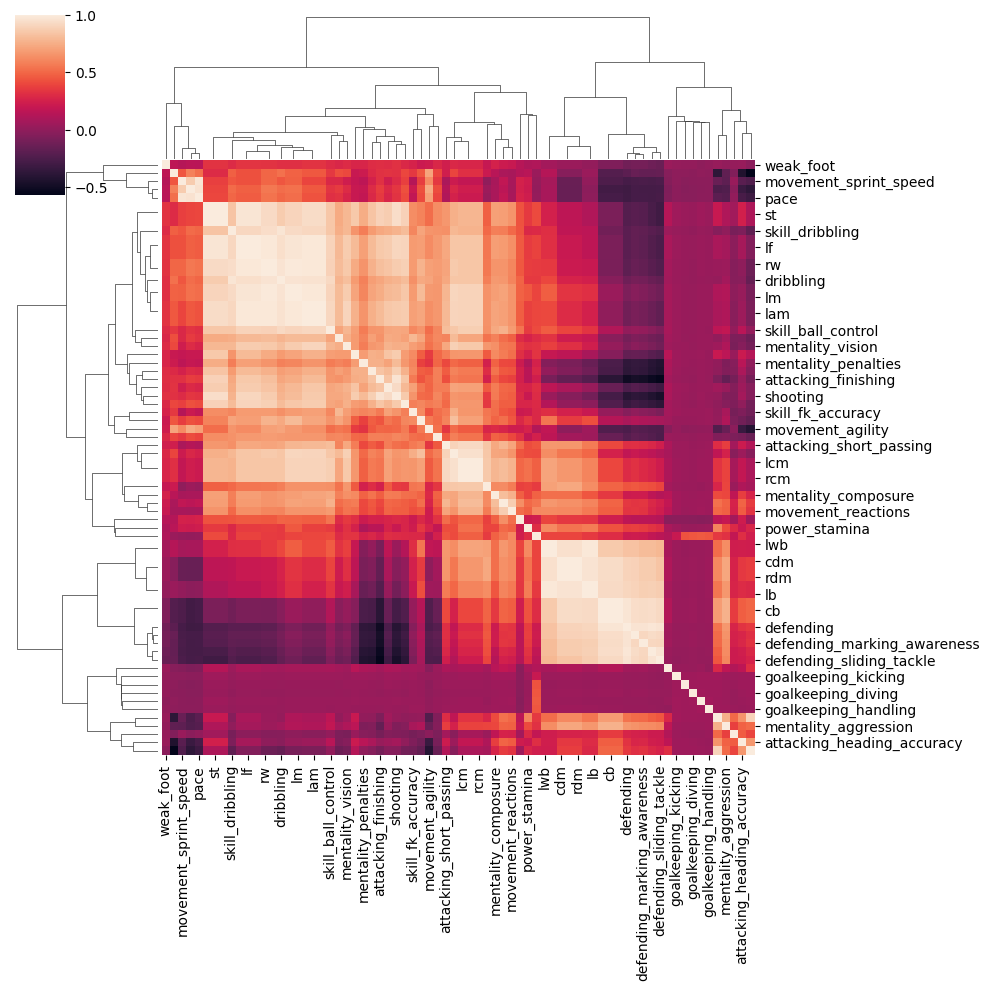 1.0
0.5
0.0
−0.5
weak_foot
movement_sprint_speed
pace
st
skill_dribbling
lf
rw
dribbling
lm
lam
skill_ball_control
mentality_vision
mentality_penalties
attacking_finishing
shooting
skill_fk_accuracy
movement_agility
attacking_short_passing
lcm
rcm
mentality_composure
movement_reactions
power_stamina
lwb
cdm
rdm
lb
cb
defending
defending_marking_awareness
defending_sliding_tackle
goalkeeping_kicking
goalkeeping_diving
goalkeeping_handling
mentality_aggression
attacking_heading_accuracy
weak_foot
movement_sprint_speed
pace
st
skill_dribbling
lf
rw
dribbling
lm
lam
skill_ball_control
mentality_vision
mentality_penalties
attacking_finishing
shooting
skill_fk_accuracy
movement_agility
attacking_short_passing
lcm
rcm
mentality_composure
movement_reactions
power_stamina
lwb
cdm
rdm
lb
cb
defending
defending_marking_awareness
defending_sliding_tackle
goalkeeping_kicking
goalkeeping_diving
goalkeeping_handling
mentality_aggression
attacking_heading_accuracy